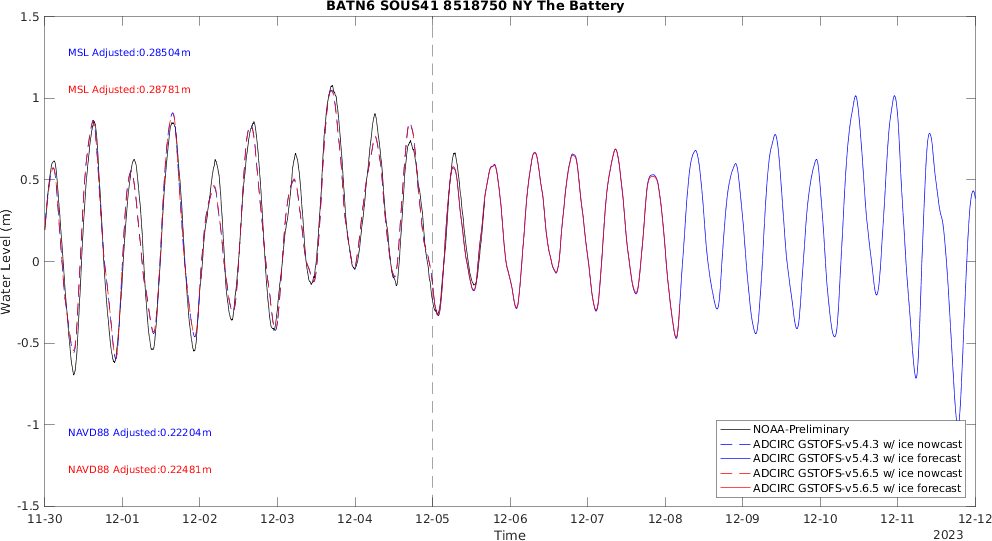 BATN6 SOUS41 8518750 NY The Battery
1.5
MSL Adjusted:0.28504m
MSL Adjusted:0.28781m
1
0.5
0
-0.5
-1
-1.5
Water Level (m)
NAVD88 Adjusted:0.22204m
NAVD88 Adjusted:0.22481m
NOAA-Preliminary
ADCIRC GSTOFS-v5.4.3 w/ ice nowcast
ADCIRC GSTOFS-v5.4.3 w/ ice forecast
ADCIRC GSTOFS-v5.6.5 w/ ice nowcast
ADCIRC GSTOFS-v5.6.5 w/ ice forecast
11-30 12-01 12-02 12-03 12-04 12-05 12-06 12-07 12-08 12-09 12-10 12-11 12-12
Time
2023